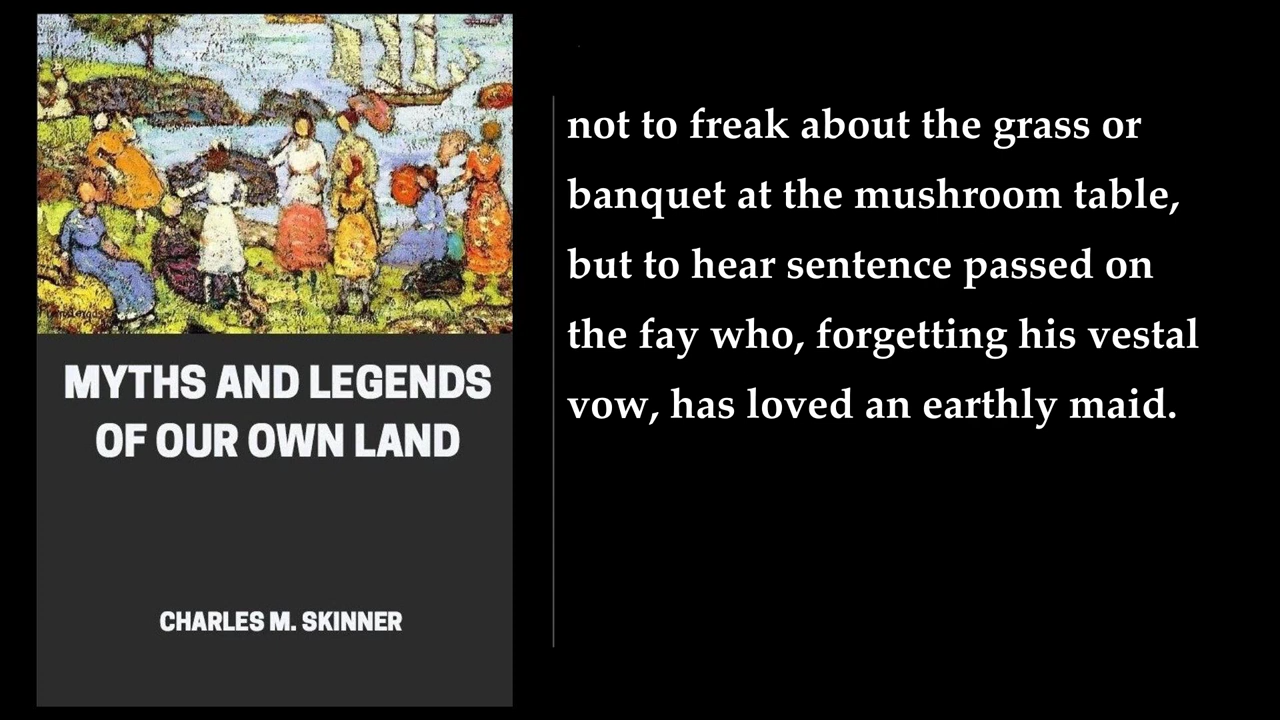 MYTHS AND LEGENDS
OF OUR OWN LAND
CHARLES M. SKINNER
not to freak about the grass or
banquet at the mushroom table,
but to hear sentence passed on
the fay who, forgetting his vestal
vow, has loved an earthly maid.